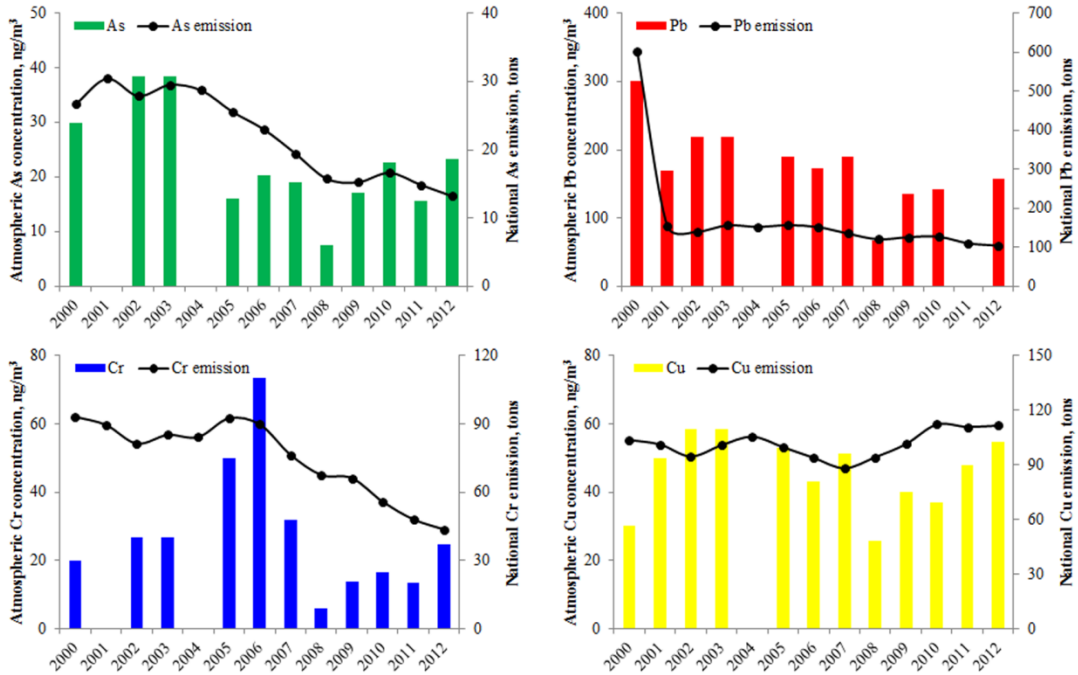 As As emission
Atmospheric As concentration, ng/m³
50
40
30
20
10
0
National As emission, tons
40
30
20
10
0
2000 2001 2002 2003 2004 2005 2006 2007 2008 2009 2010 2011 2012
Pb Pb emission
Atmospheric Pb concentration, ng/m³
400
300
200
100
0
National Pb emission, tons
700
600
500
400
300
200
100
0
2000 2001 2002 2003 2004 2005 2006 2007 2008 2009 2010 2011 2012
Cr Cr emission
Atmospheric Cr concentration, ng/m³
80
60
40
20
0
National Cr emission, tons
120
90
60
30
0
2000 2001 2002 2003 2004 2005 2006 2007 2008 2009 2010 2011 2012
Cu Cu emission
Atmospheric Cu concentration, ng/m³
80
60
40
20
0
National Cu emission, tons
150
120
90
60
30
0
2000 2001 2002 2003 2004 2005 2006 2007 2008 2009 2010 2011 2012